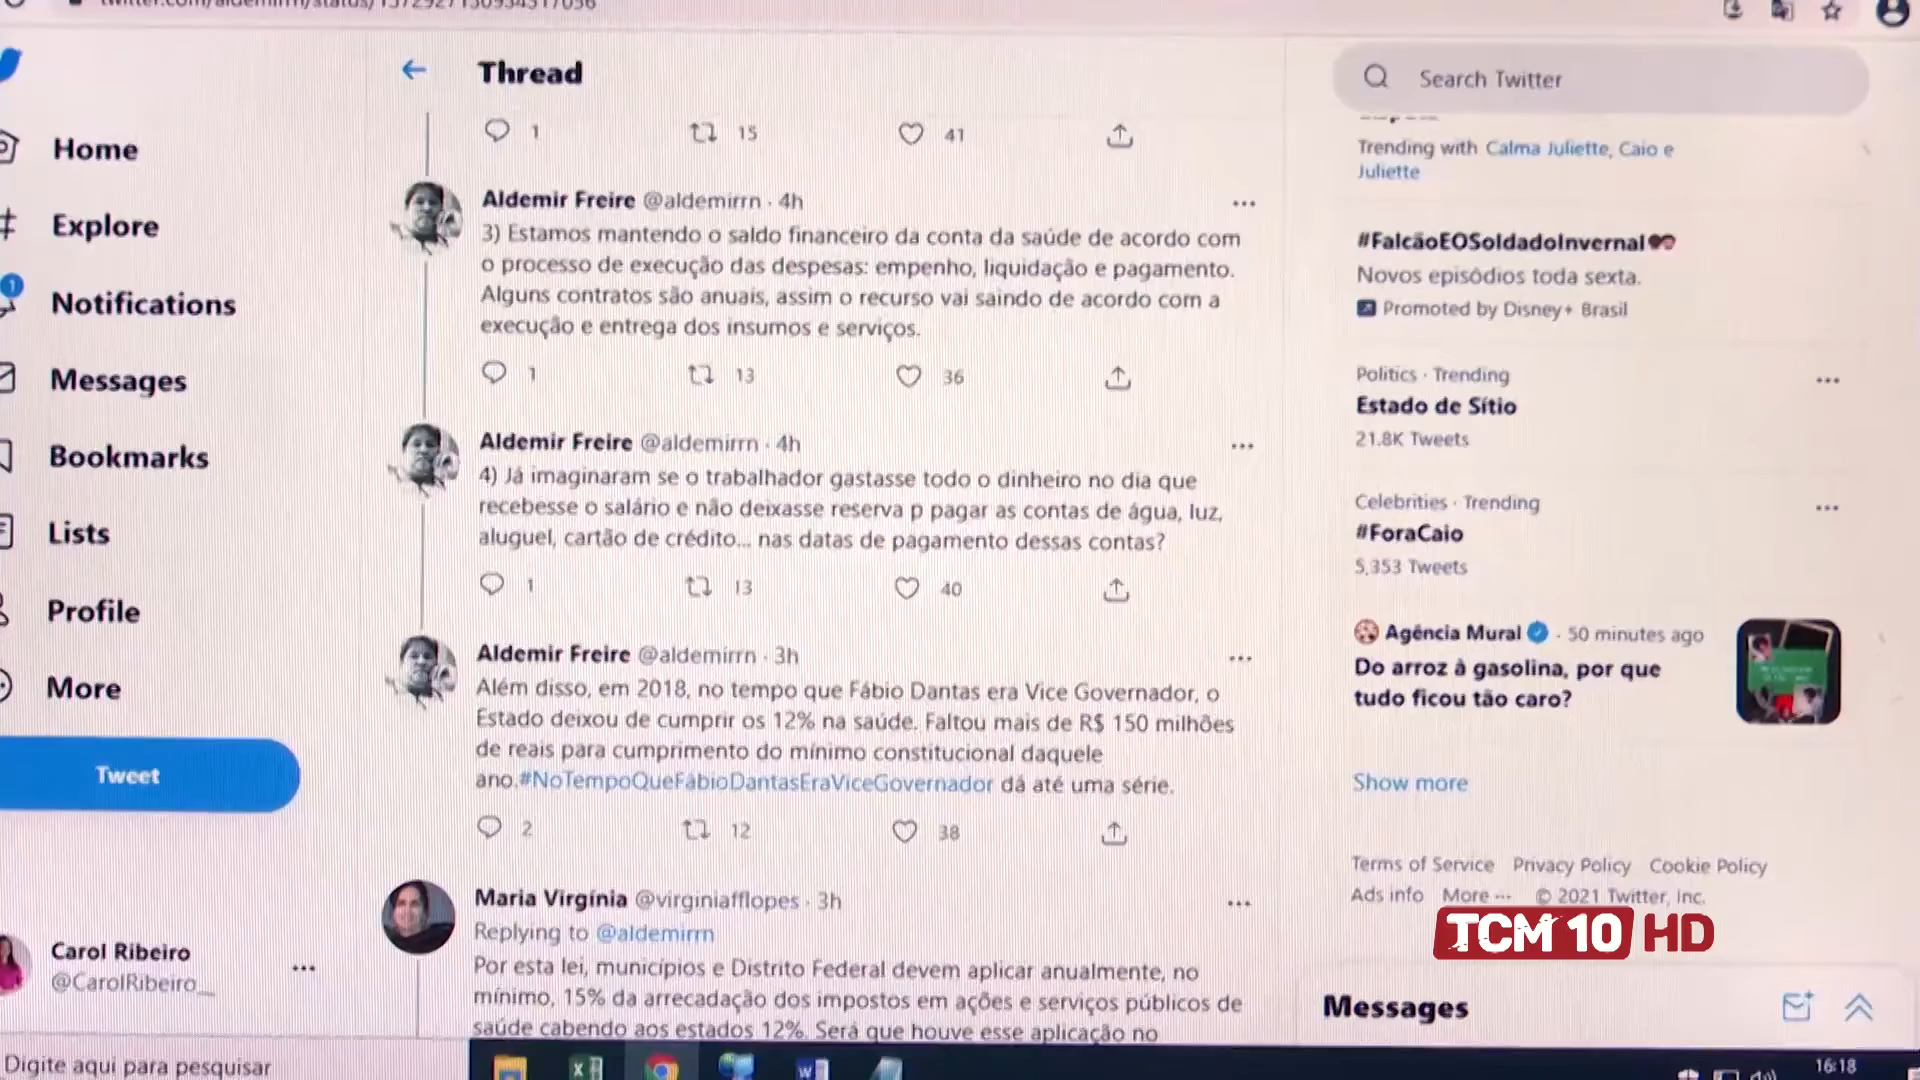 Thread
Search Twitter
Home
Explore
1
Notifications
Messages
Bookmarks
Lists
Profile
More
Tweet
Carol Ribeiro
@CarolRibeiro__
Digite aqui para pesquisar
1 15 41
Aldemir Freire @aldemirrn · 4h
3) Estamos mantendo o saldo financeiro da conta da saúde de acordo com
o processo de execução das despesas: empenho, liquidação e pagamento.
Alguns contratos são anuais, assim o recurso vai saindo de acordo com a
execução e entrega dos insumos e serviços.
1 13 36
Aldemir Freire @aldemirrn · 4h
4) Já imaginaram se o trabalhador gastasse todo o dinheiro no dia que
recebesse o salário e não deixasse reserva p pagar as contas de água, luz,
aluguel, cartão de crédito... nas datas de pagamento dessas contas?
1 13 40
Aldemir Freire @aldemirrn · 3h
Além disso, em 2018, no tempo que Fábio Dantas era Vice Governador, o
Estado deixou de cumprir os 12% na saúde. Faltou mais de R$ 150 milhões
de reais para cumprimento do mínimo constitucional daquele
ano.#NoTempoQueFábioDantasEraViceGovernador dá até uma série.
2 12 38
Maria Virgínia @virginiafflopes · 3h
Replying to @aldemirrn
Por esta lei, municípios e Distrito Federal devem aplicar anualmente, no
mínimo, 15% da arrecadação dos impostos em ações e serviços públicos de
saúde cabendo aos estados 12%. Será que houve esse aplicação no
Trending with Calma Juliette, Caio e
Juliette
#FalcãoEOSoldadoInvernal
Novos episódios toda sexta.
Promoted by Disney+ Brasil
Politics · Trending
Estado de Sítio
21.8K Tweets
Celebrities · Trending
#ForaCaio
5,353 Tweets
Agência Mural · 50 minutes ago
Do arroz à gasolina, por que
tudo ficou tão caro?
Show more
Terms of Service Privacy Policy Cookie Policy
Ads info More ··· © 2021 Twitter, Inc.
TCM 10 HD
Messages
16:18